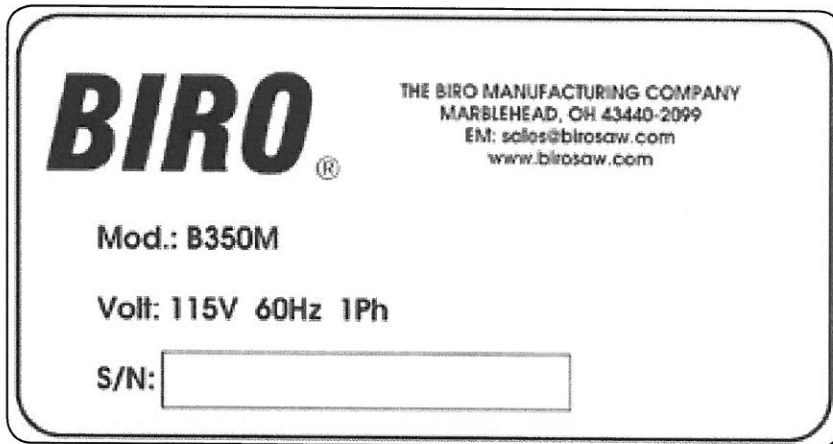 BIRO®
THE BIRO MANUFACTURING COMPANY
MARBLEHEAD, OH 43440-2099
EM: sales@birosaw.com
www.birosaw.com
Mod.: B350M
Volt: 115V 60Hz 1Ph
S/N: